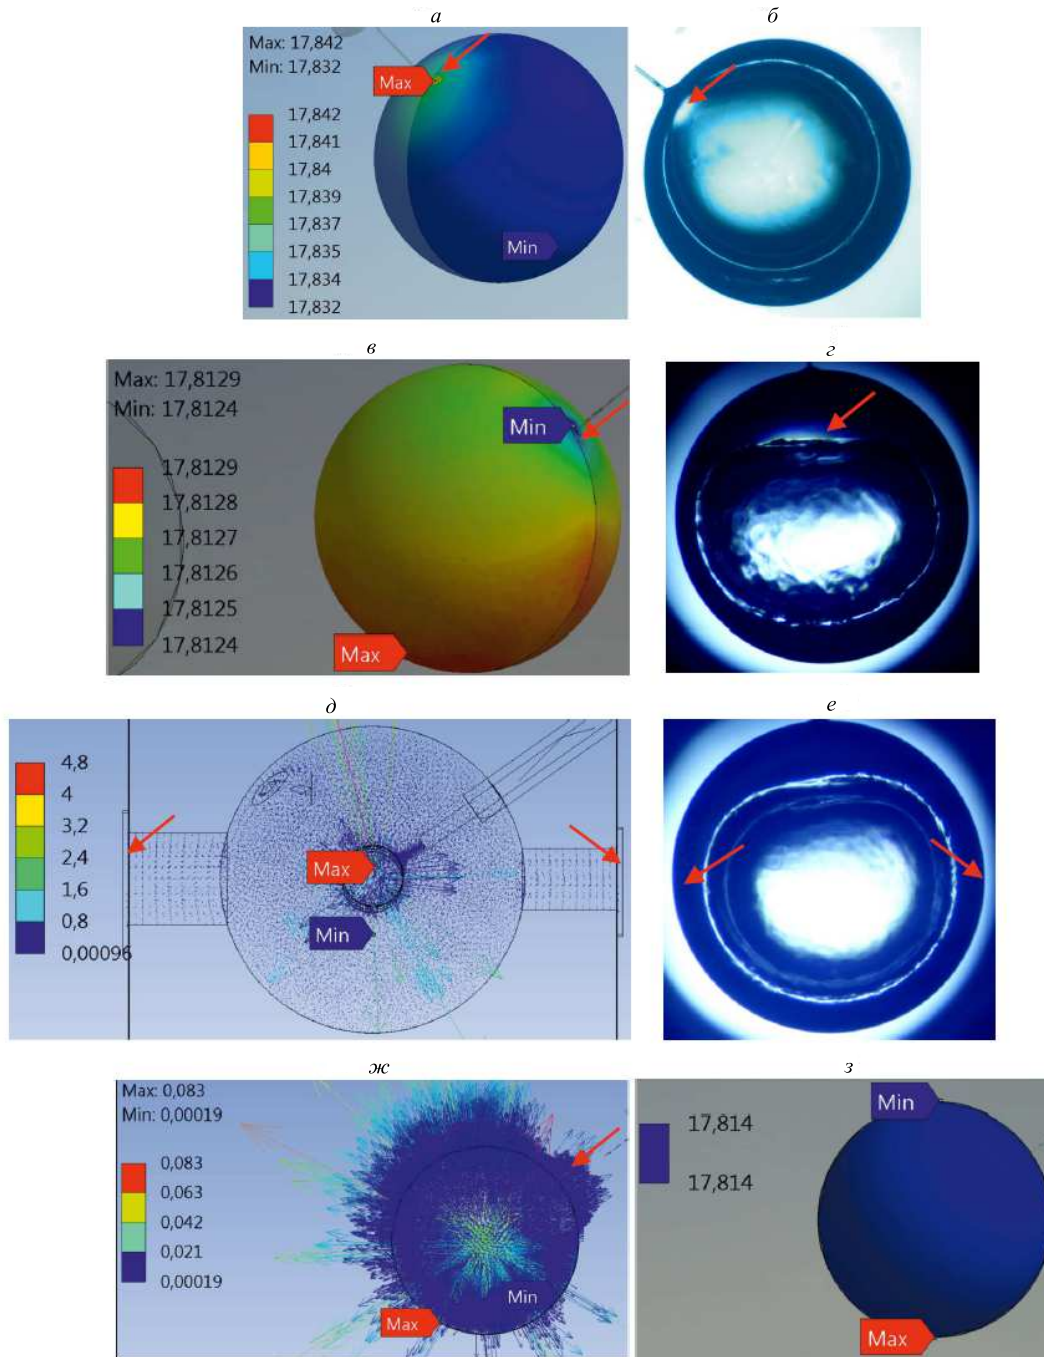 а
б
Max: 17,842
Min: 17,832
Max
17,842
17,841
17,84
17,839
17,837
17,835
17,834
17,832
Min
в
г
Max: 17,8129
Min: 17,8124
Min
17,8129
17,8128
17,8127
17,8126
17,8125
17,8124
Max
д
е
4,8
4
3,2
2,4
1,6
0,8
0,00096
Max
Min
ж
з
Max: 0,083
Min: 0,00019
0,083
0,063
0,042
0,021
0,00019
Min
Max
Min
17,814
17,814
Max